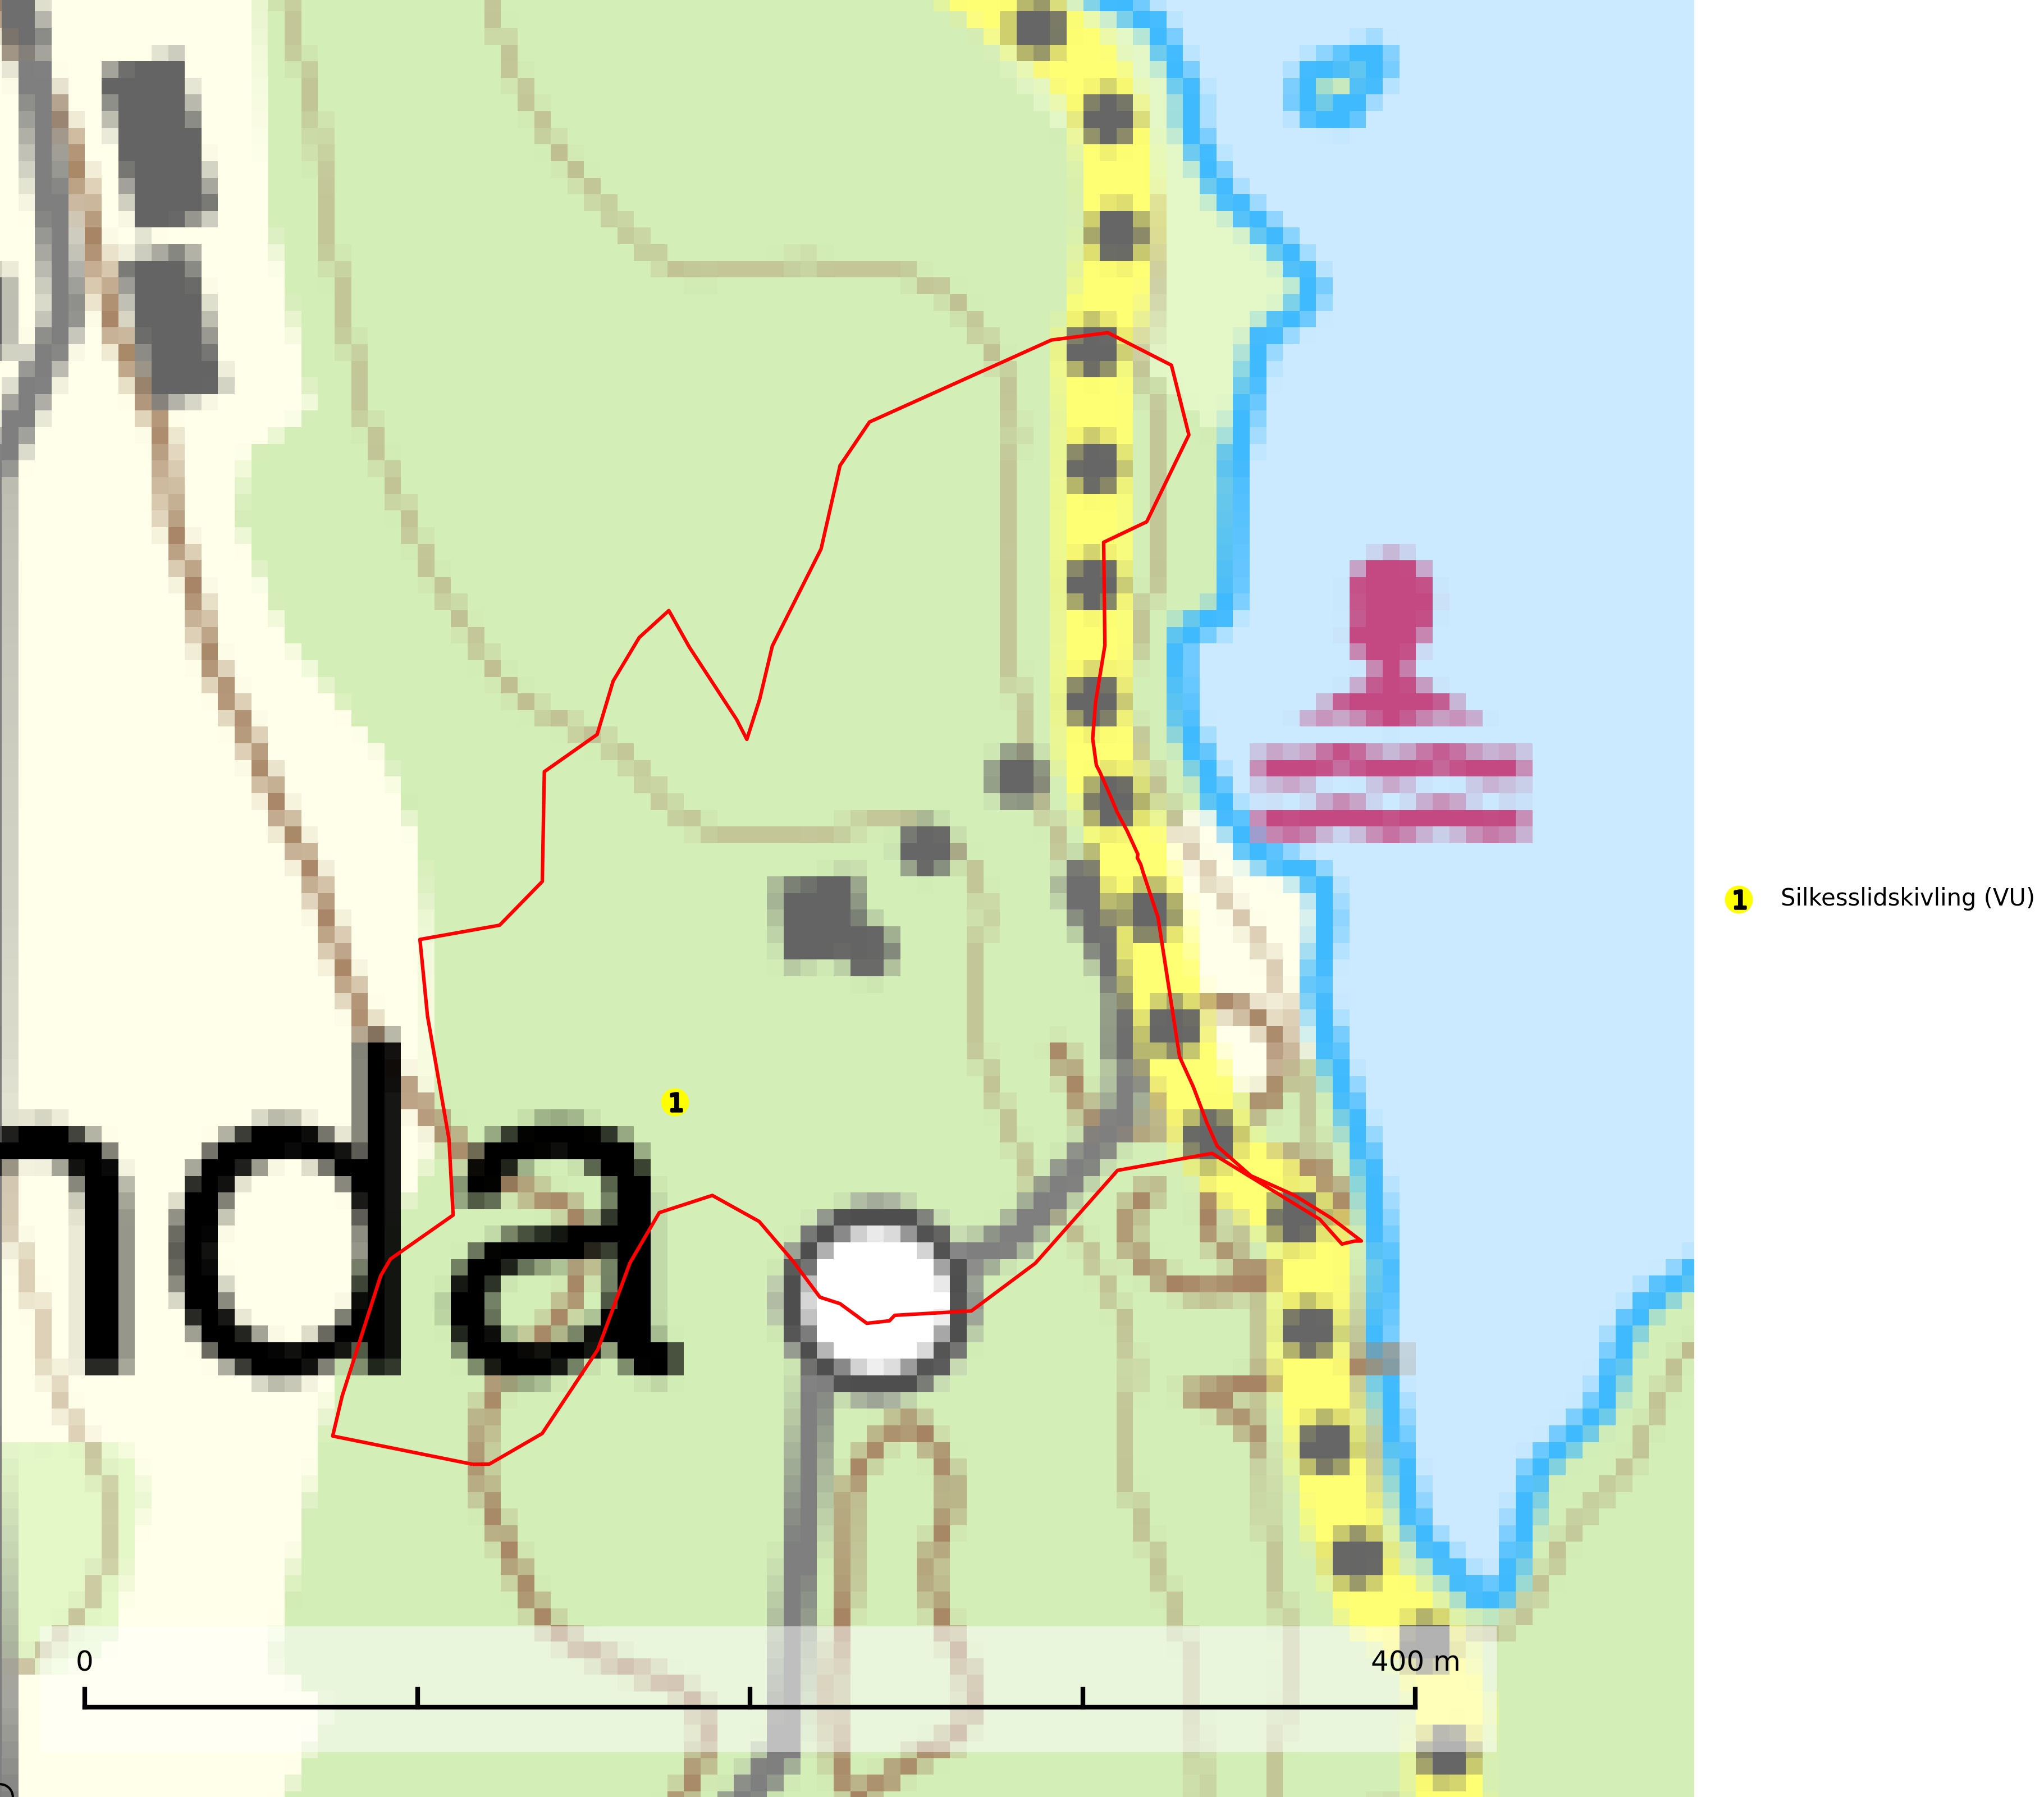 1 Silkesslidskivling (VU)
1
nda
0 400 m